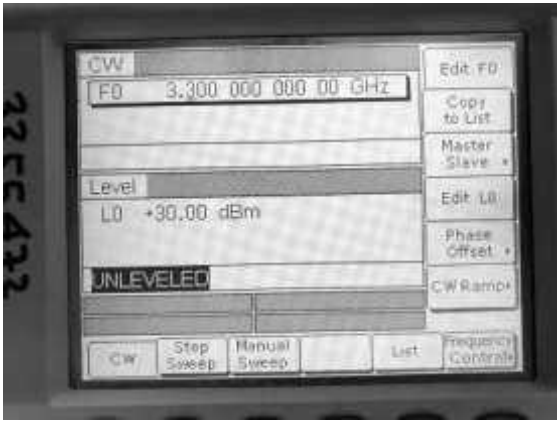 CW
F0 3.300 000 000 00 GHz
Level
L0 +30.00 dBm
UNLEVELED
Edit F0
Copy
to List
Master
Slave
Edit L0
Phase
Offset
CW Ramp
CW
Step
Sweep
Manual
Sweep
List
Frequency
Control